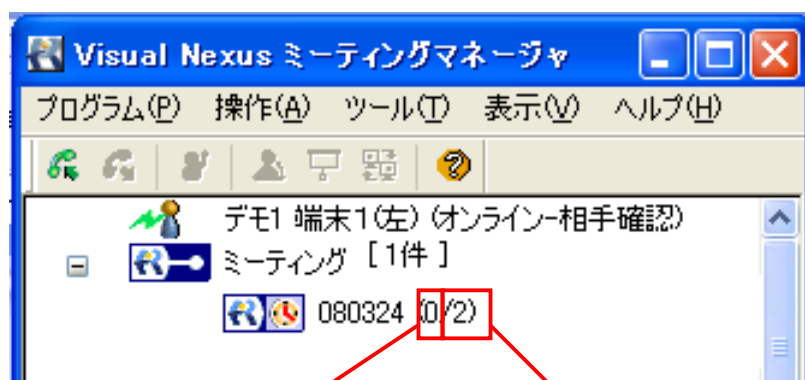 Visual Nexus ミーティングマネージャ
プログラム(P) 操作(A) ツール(T) 表示(V) ヘルプ(H)
デモ1 端末1(左) (オンライン-相手確認)
ミーティング [ 1件 ]
080324 (0/2)